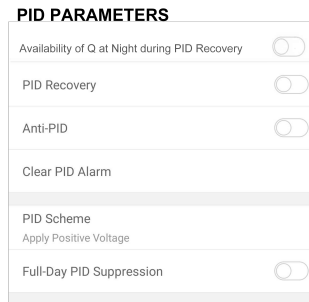 PID PARAMETERS
Availability of Q at Night during PID Recovery
PID Recovery
Anti-PID
Clear PID Alarm
PID Scheme
Apply Positive Voltage
Full-Day PID Suppression